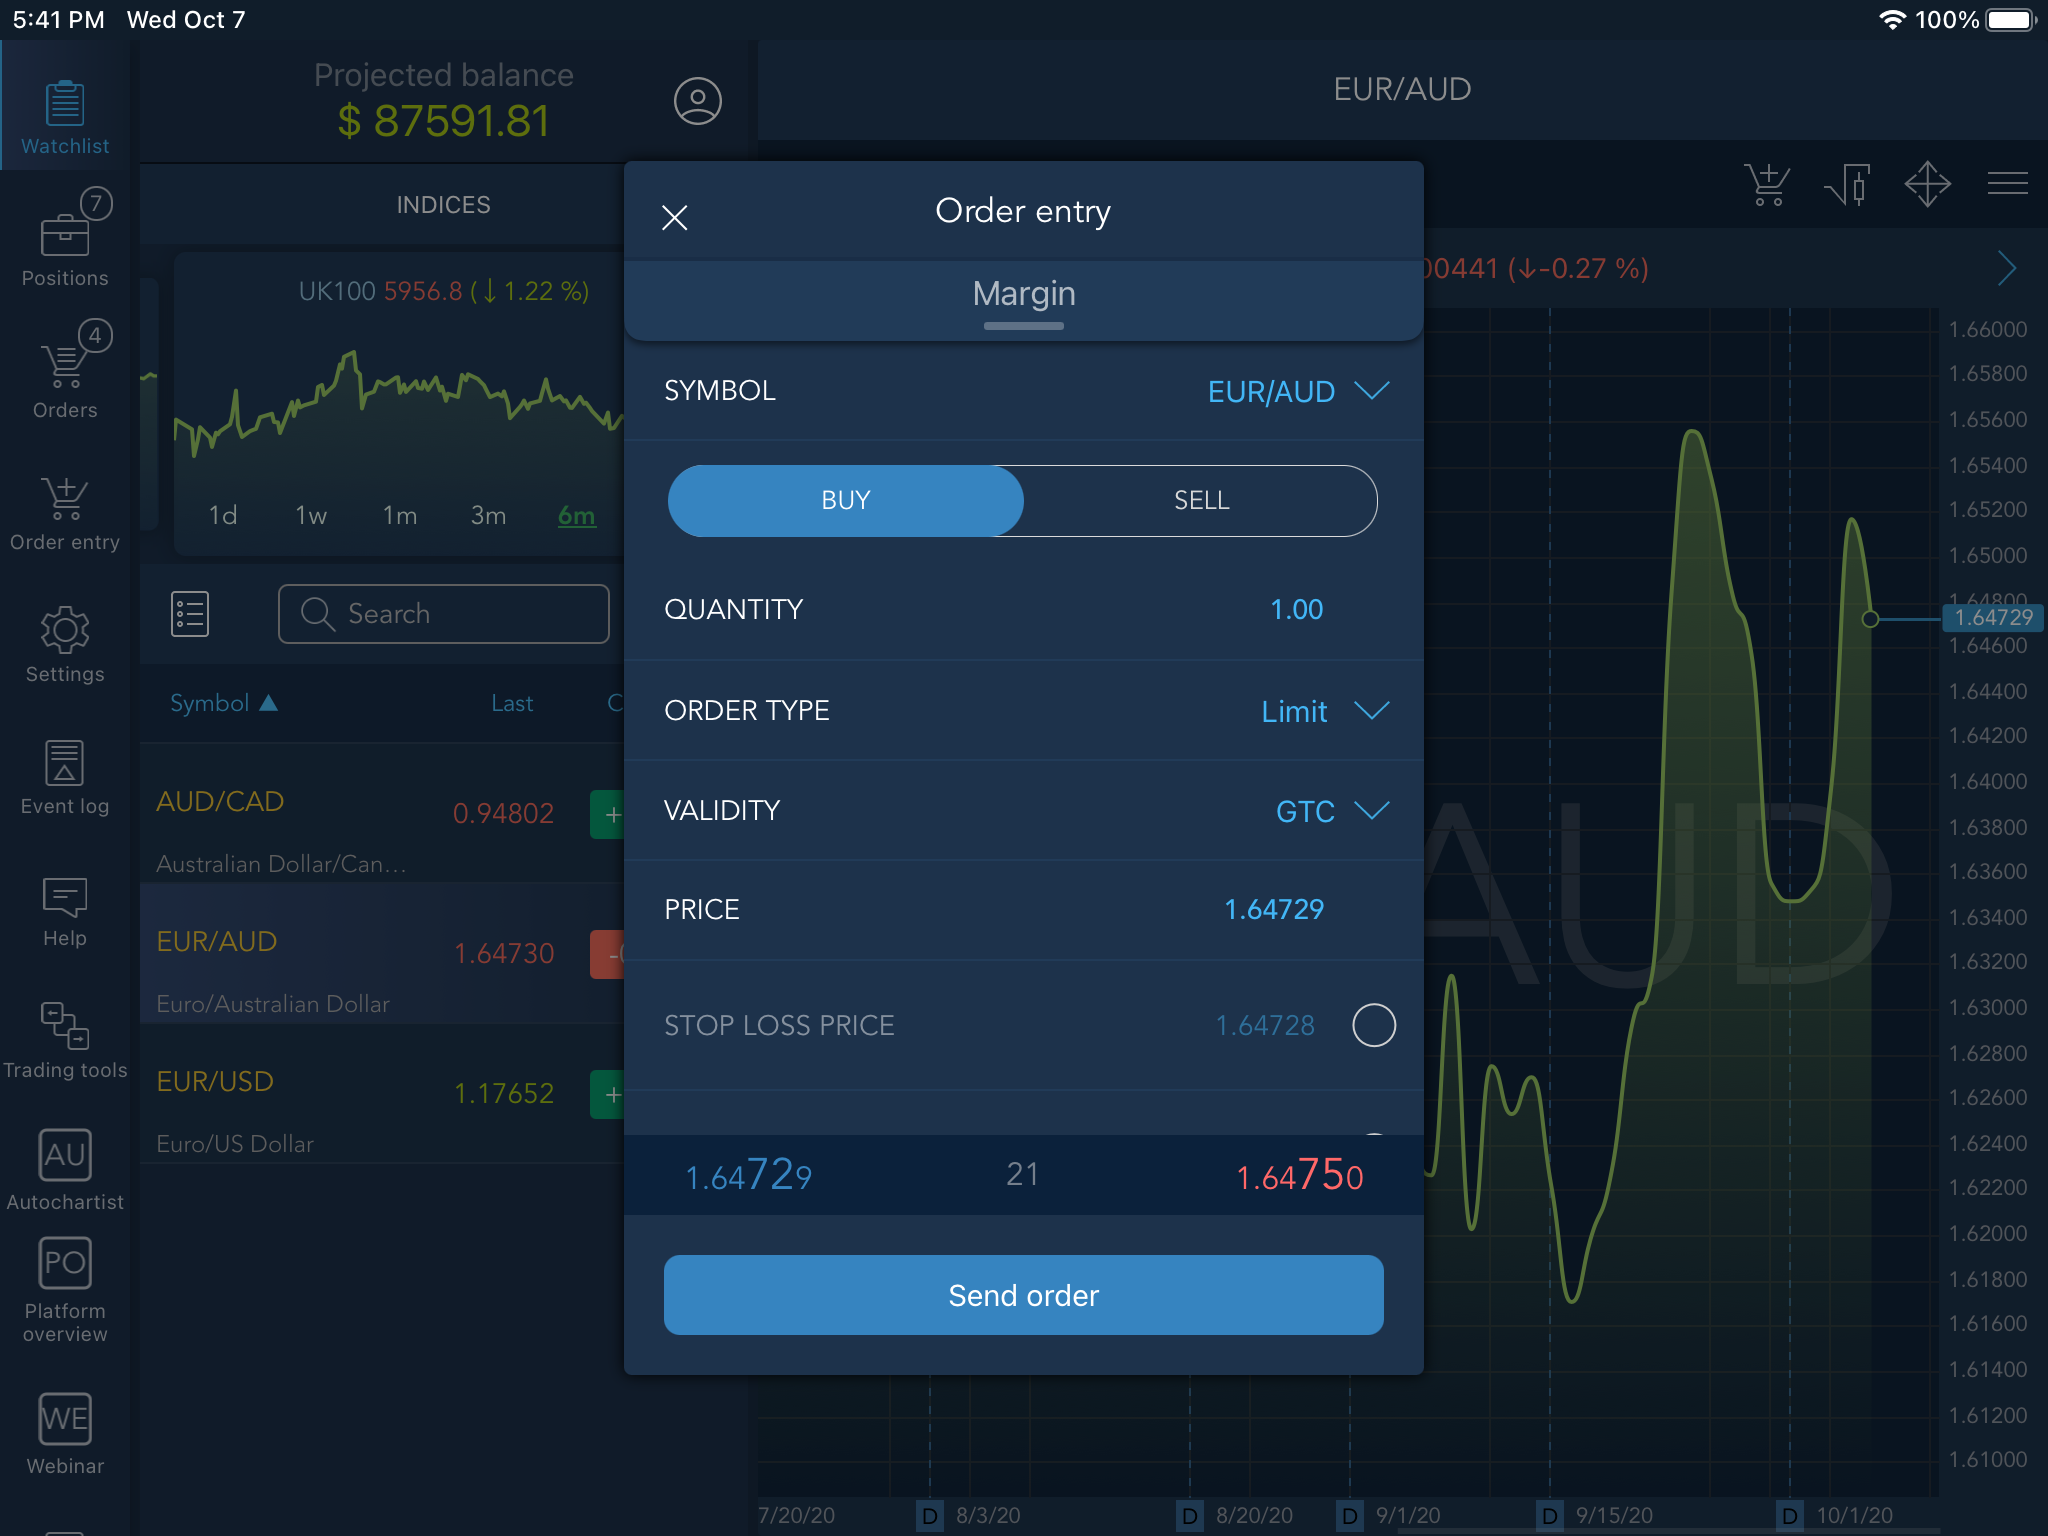 5:41 PM Wed Oct 7
100%
Watchlist
7
Positions
4
Orders
Order entry
Settings
Event log
Help
Trading tools
AU
Autochartist
PO
Platform
overview
WE
Webinar
Projected balance
$ 87591.81
INDICES
UK100 5956.8 (↓1.22 %)
1d 1w 1m 3m 6m
Search
Symbol ▲ Last C
AUD/CAD 0.94802 +
Australian Dollar/Can...
EUR/AUD 1.64730 -0
Euro/Australian Dollar
EUR/USD 1.17652 +
Euro/US Dollar
Order entry
Margin
SYMBOL EUR/AUD
BUY SELL
QUANTITY 1.00
ORDER TYPE Limit
VALIDITY GTC
PRICE 1.64729
STOP LOSS PRICE 1.64728
1.64729 21 1.64750
Send order
EUR/AUD
00441 (↓-0.27 %)
AUD
1.66000
1.65800
1.65600
1.65400
1.65200
1.65000
1.64800
1.64729
1.64600
1.64400
1.64200
1.64000
1.63800
1.63600
1.63400
1.63200
1.63000
1.62800
1.62600
1.62400
1.62200
1.62000
1.61800
1.61600
1.61400
1.61200
1.61000
7/20/20 D 8/3/20 D 8/20/20 D 9/1/20 D 9/15/20 D 10/1/20